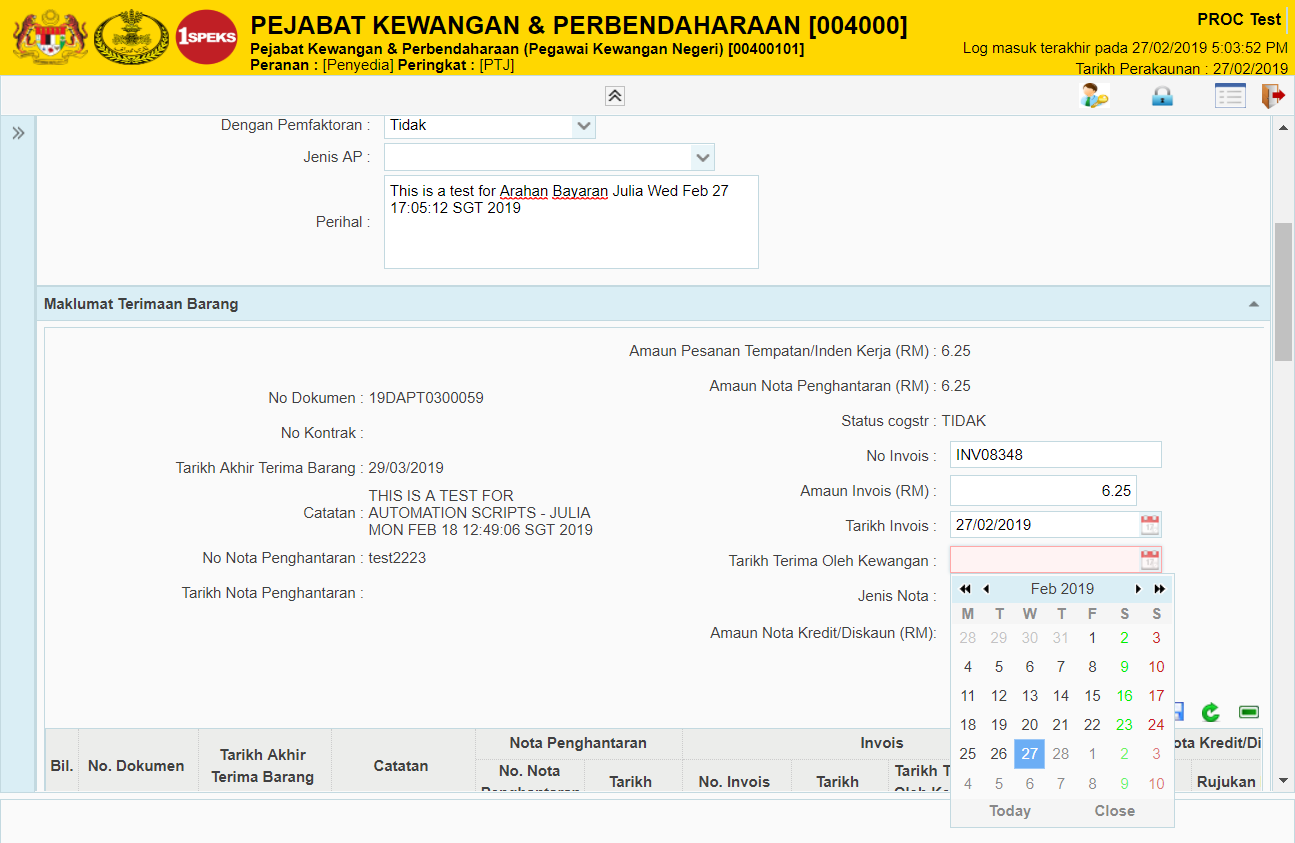 1SPEKS
PEJABAT KEWANGAN & PERBENDAHARAAN [004000]
Pejabat Kewangan & Perbendaharaan (Pegawai Kewangan Negeri) [00400101]
Peranan : [Penyedia] Peringkat : [PTJ]
PROC Test
Log masuk terakhir pada 27/02/2019 5:03:52 PM
Tarikh Perakaunan : 27/02/2019
Dengan Pemfaktoran : Tidak
Jenis AP :
Perihal : This is a test for Arahan Bayaran Julia Wed Feb 27
17:05:12 SGT 2019
Maklumat Terimaan Barang
No Dokumen : 19DAPT0300059
No Kontrak :
Tarikh Akhir Terima Barang : 29/03/2019
Catatan : THIS IS A TEST FOR
AUTOMATION SCRIPTS - JULIA
MON FEB 18 12:49:06 SGT 2019
No Nota Penghantaran : test2223
Tarikh Nota Penghantaran :
Amaun Pesanan Tempatan/Inden Kerja (RM) : 6.25
Amaun Nota Penghantaran (RM) : 6.25
Status cogstr : TIDAK
No Invois : INV08348
Amaun Invois (RM) : 6.25
Tarikh Invois : 27/02/2019
Tarikh Terima Oleh Kewangan :
Jenis Nota :
Amaun Nota Kredit/Diskaun (RM):
Feb 2019
M T W T F S S
28 29 30 31 1 2 3
4 5 6 7 8 9 10
11 12 13 14 15 16 17
18 19 20 21 22 23 24
25 26 27 28 1 2 3
4 5 6 7 8 9 10
Today Close
Bil. No. Dokumen Tarikh Akhir
Terima Barang Catatan
Nota Penghantaran Invois ota Kredit/Di
No. Nota
Penghantaran Tarikh No. Invois Tarikh Tarikh T
Oleh Ke Rujukan